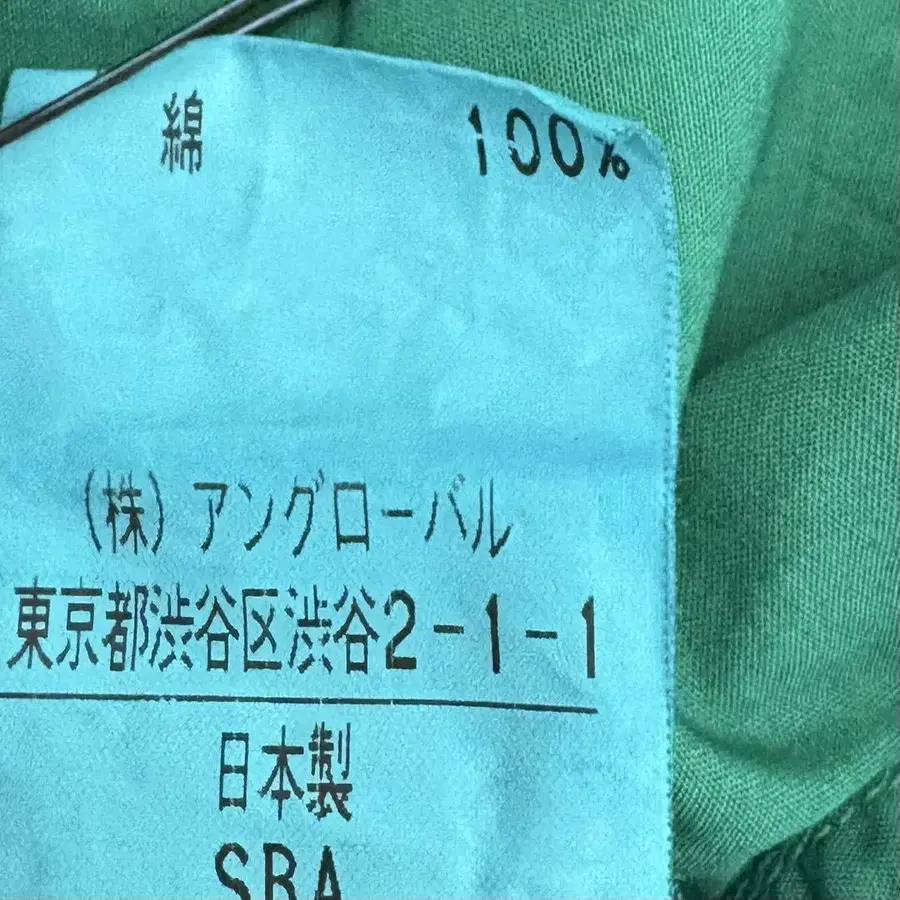 綿 100%
(株)アングローバル
東京都渋谷区渋谷2-1-1
日本製
SBA